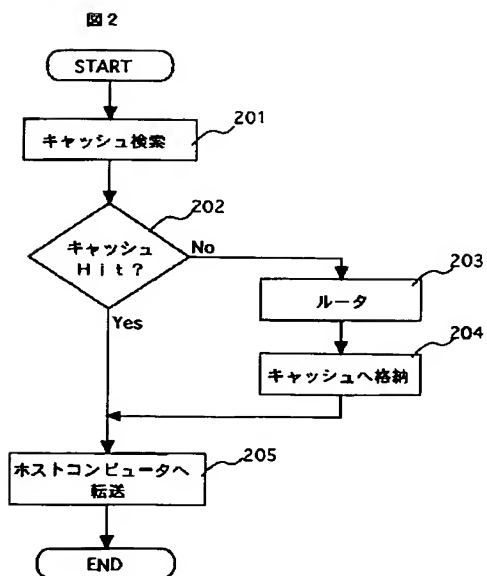 図2
START
キャッシュ検索
201
キャッシュ
Hit?
202
No
Yes
ルータ
203
キャッシュへ格納
204
ホストコンピュータへ
転送
205
END